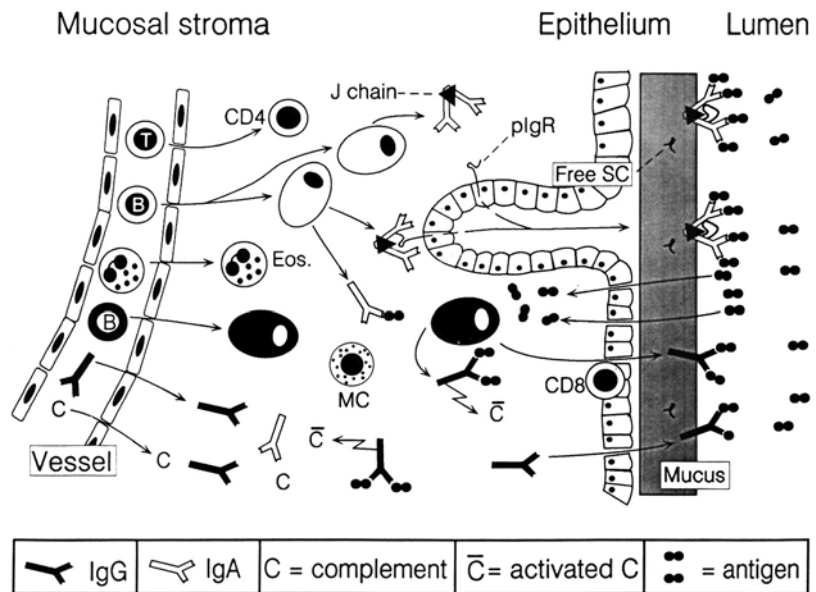 Mucosal stroma Epithelium Lumen
J chain
CD4
T
pIgR
Free SC
B
Eos.
B
CD8
MC
C̅
C
Vessel
C
C̅
C
Mucus
IgG IgA C = complement C̅ = activated C = antigen